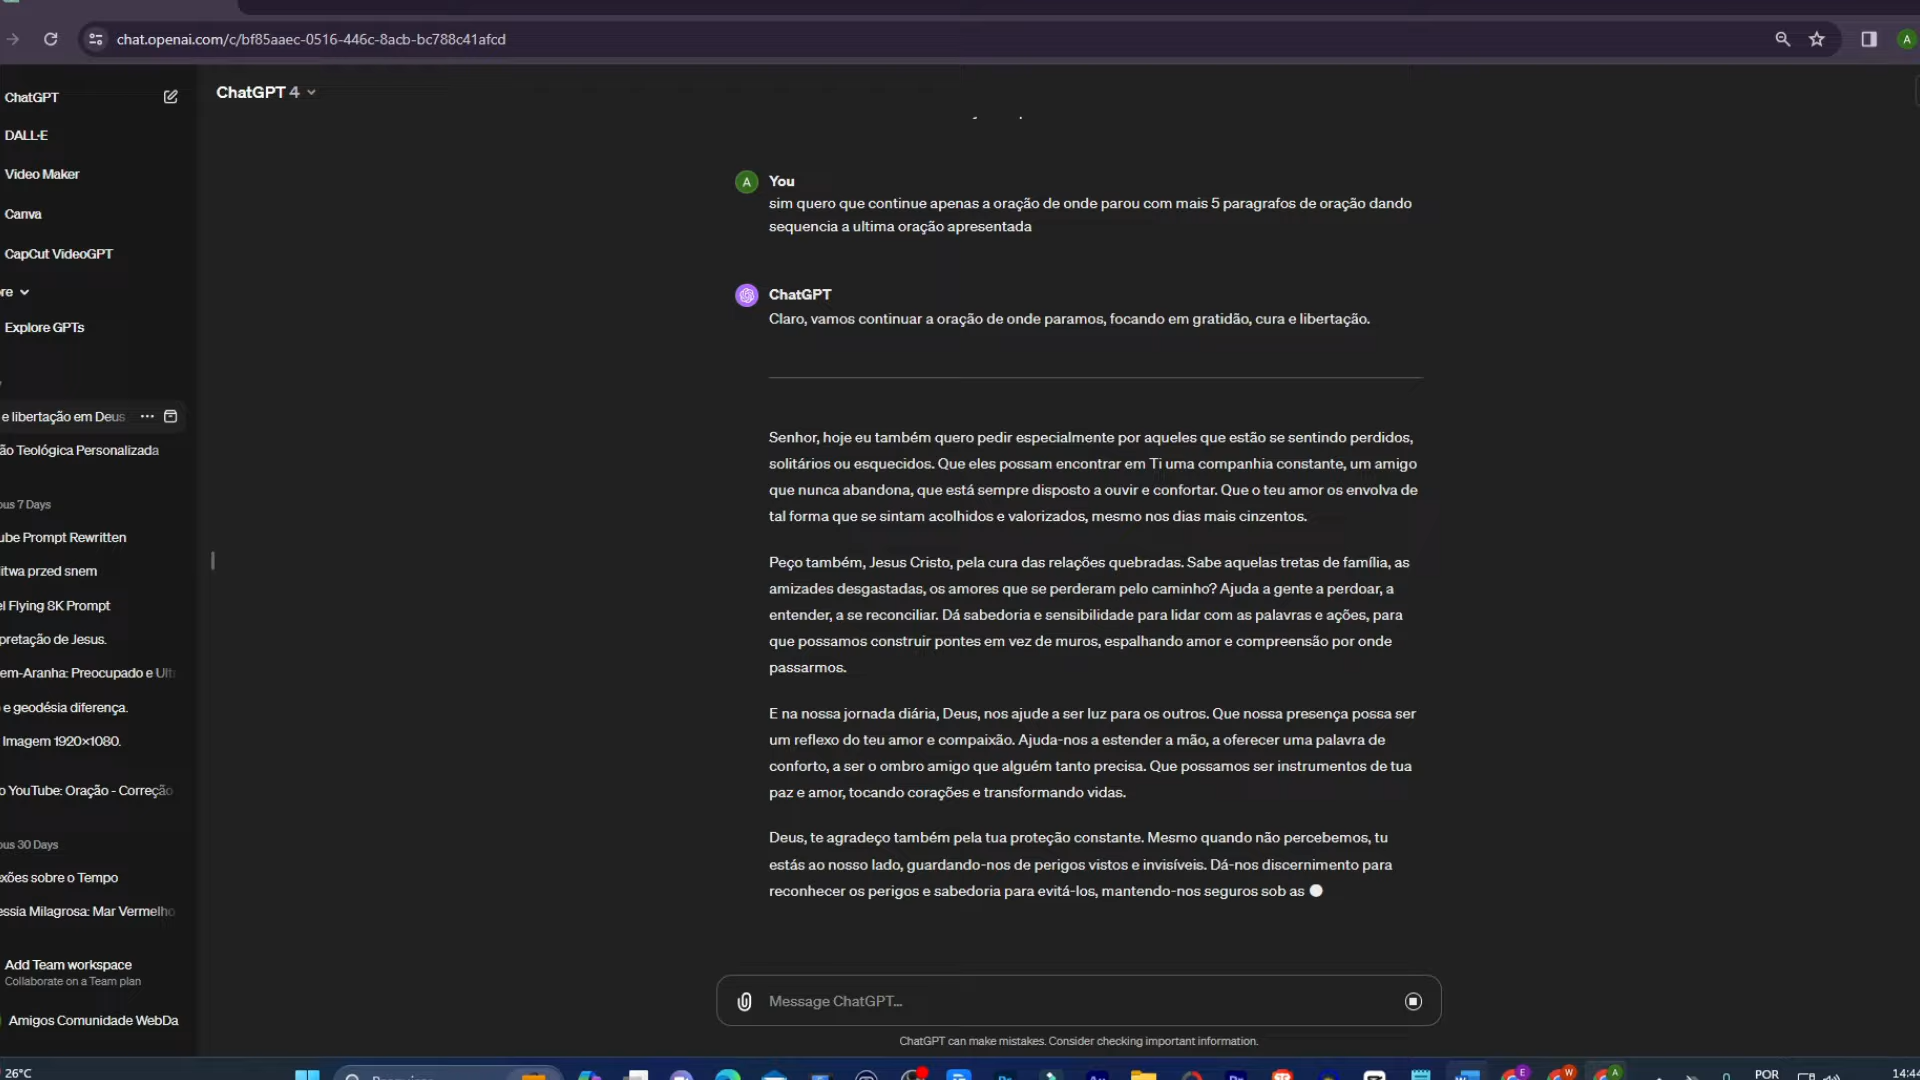 chat.openai.com/c/bf85aaec-0516-446c-8acb-bc788c41afcd
A
ChatGPT
DALL·E
Video Maker
Canva
CapCut VideoGPT
re
Explore GPTs
e libertação em Deus
ão Teológica Personalizada
ous 7 Days
ube Prompt Rewritten
litwa przed snem
el Flying 8K Prompt
pretação de Jesus.
em-Aranha: Preocupado e Ult
e geodésia diferença.
Imagem 1920×1080.
o YouTube: Oração - Correção
ous 30 Days
exões sobre o Tempo
essia Milagrosa: Mar Vermelho
Add Team workspace
Collaborate on a Team plan
Amigos Comunidade WebDa
ChatGPT 4
A
You
sim quero que continue apenas a oração de onde parou com mais 5 paragrafos de oração dando
sequencia a ultima oração apresentada
ChatGPT
Claro, vamos continuar a oração de onde paramos, focando em gratidão, cura e libertação.
Senhor, hoje eu também quero pedir especialmente por aqueles que estão se sentindo perdidos,
solitários ou esquecidos. Que eles possam encontrar em Ti uma companhia constante, um amigo
que nunca abandona, que está sempre disposto a ouvir e confortar. Que o teu amor os envolva de
tal forma que se sintam acolhidos e valorizados, mesmo nos dias mais cinzentos.
Peço também, Jesus Cristo, pela cura das relações quebradas. Sabe aquelas tretas de família, as
amizades desgastadas, os amores que se perderam pelo caminho? Ajuda a gente a perdoar, a
entender, a se reconciliar. Dá sabedoria e sensibilidade para lidar com as palavras e ações, para
que possamos construir pontes em vez de muros, espalhando amor e compreensão por onde
passarmos.
E na nossa jornada diária, Deus, nos ajude a ser luz para os outros. Que nossa presença possa ser
um reflexo do teu amor e compaixão. Ajuda-nos a estender a mão, a oferecer uma palavra de
conforto, a ser o ombro amigo que alguém tanto precisa. Que possamos ser instrumentos de tua
paz e amor, tocando corações e transformando vidas.
Deus, te agradeço também pela tua proteção constante. Mesmo quando não percebemos, tu
estás ao nosso lado, guardando-nos de perigos vistos e invisíveis. Dá-nos discernimento para
reconhecer os perigos e sabedoria para evitá-los, mantendo-nos seguros sob as
Message ChatGPT...
ChatGPT can make mistakes. Consider checking important information.
26°C
E
W
A
POR
14:44